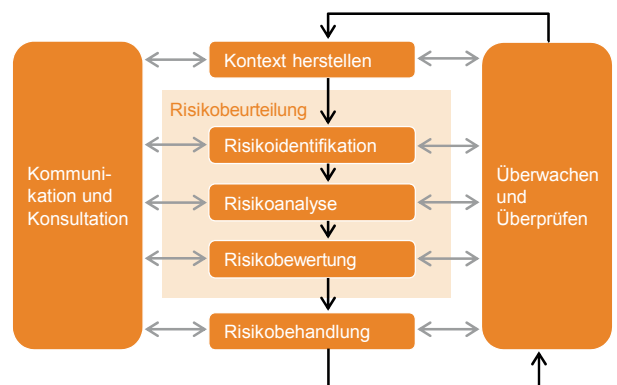 Kontext herstellen
Risikobeurteilung
Risikoidentifikation
Kommuni-
kation und
Konsultation
Risikoanalyse
Überwachen
und
Überprüfen
Risikobewertung
Risikobehandlung